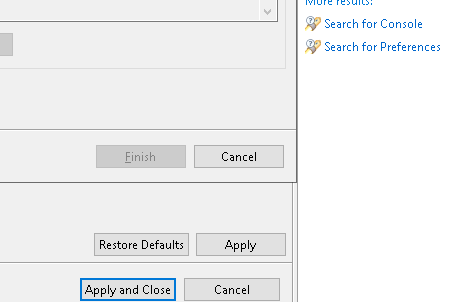 More results:
Search for Console
Search for Preferences
Finish
Cancel
Restore Defaults
Apply
Apply and Close
Cancel